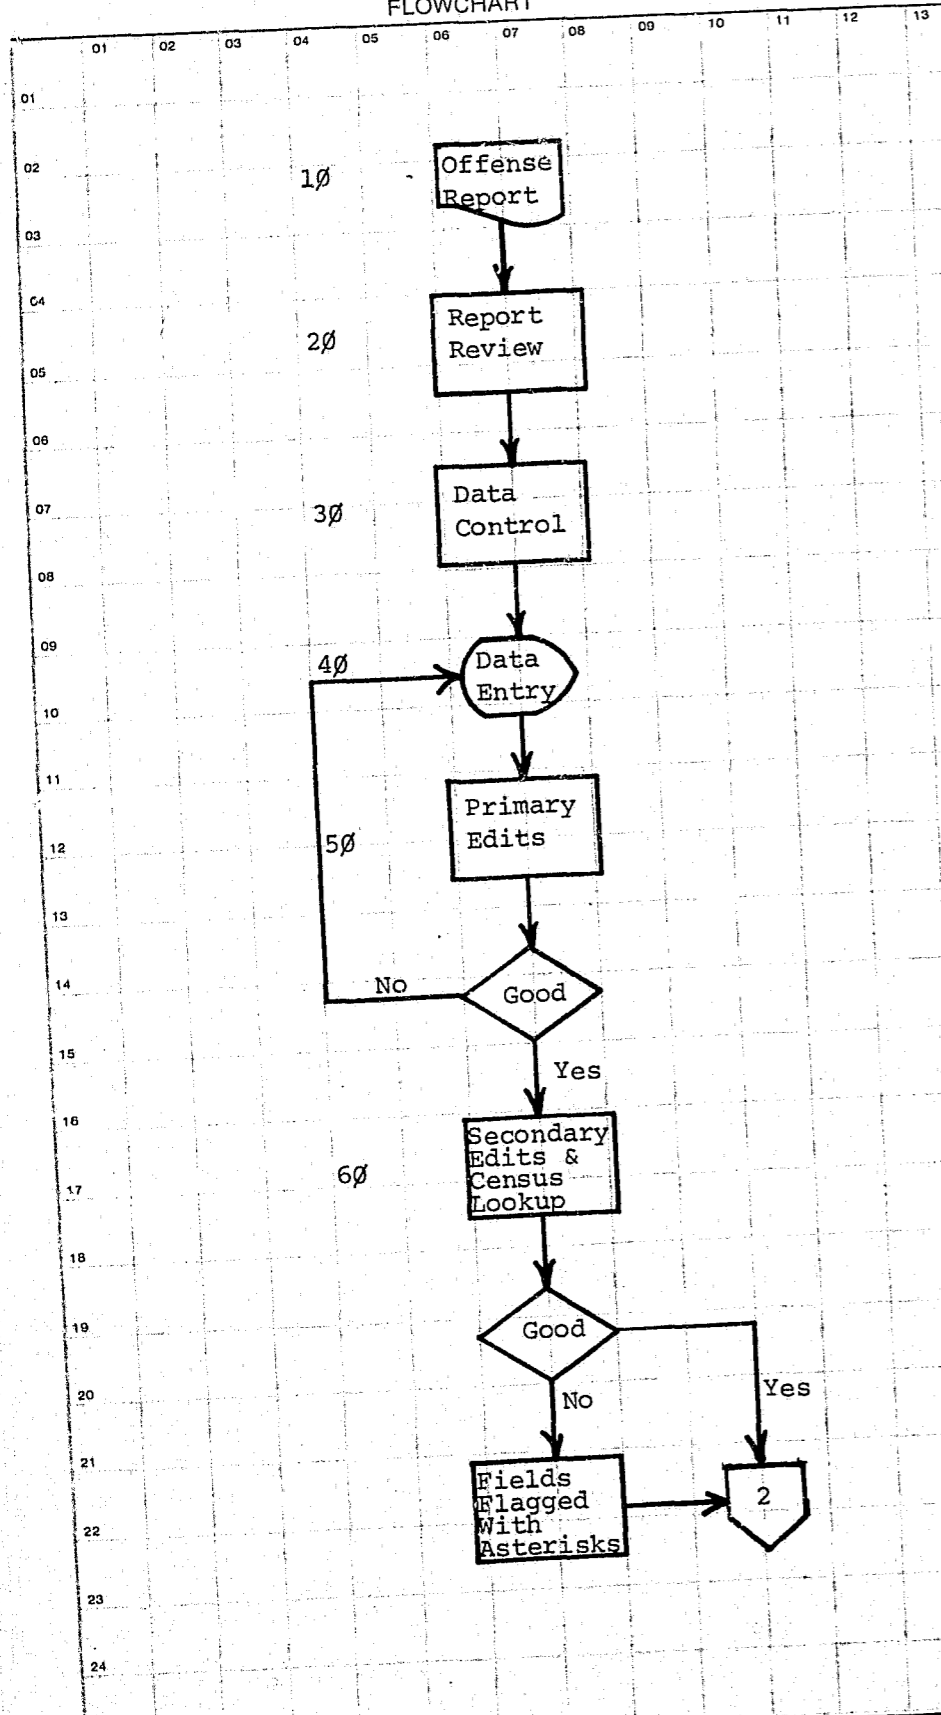 FLOWCHART
01 02 03 04 05 06 07 08 09 10 11 12 13
01
02
03
04
05
06
07
08
09
10
11
12
13
14
15
16
17
18
19
20
21
22
23
24
1Ø
Offense
Report
2Ø
Report
Review
3Ø
Data
Control
4Ø
Data
Entry
5Ø
Primary
Edits
No
Good
Yes
6Ø
Secondary
Edits &
Census
Lookup
Good
No
Yes
Fields
Flagged
With
Asterisks
2